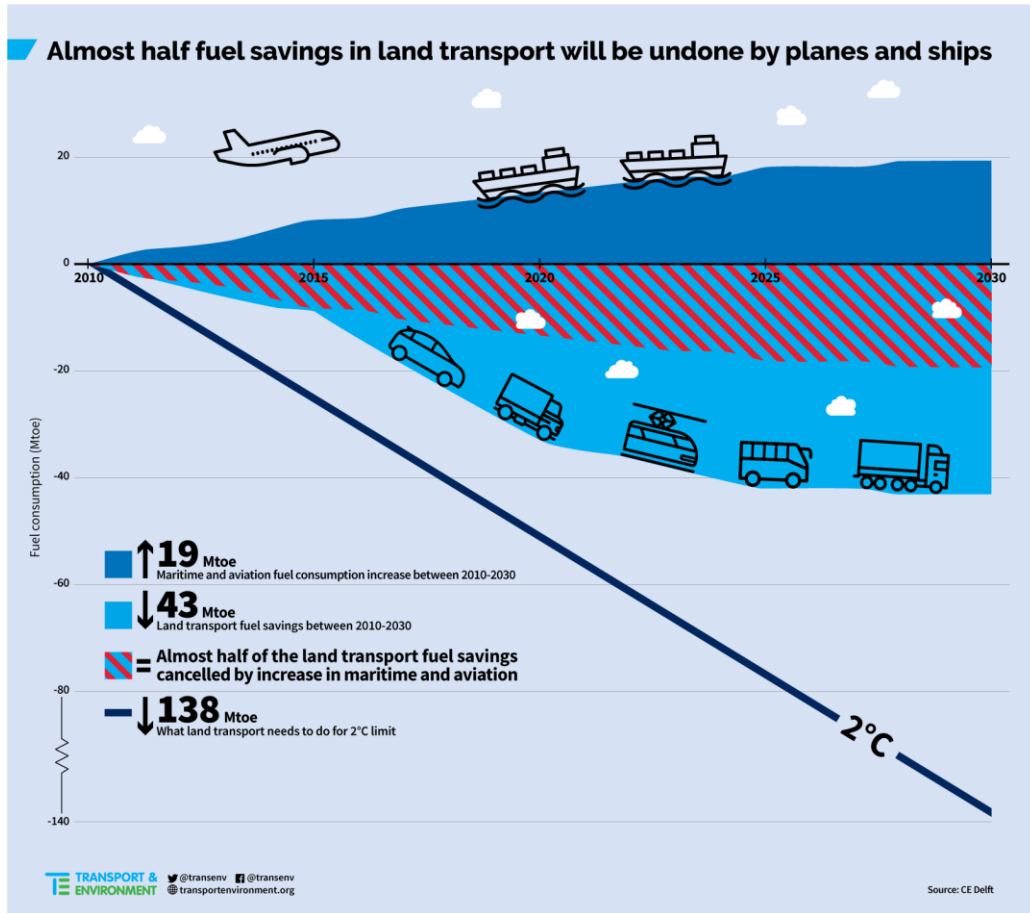 Almost half fuel savings in land transport will be undone by planes and ships
20
0
2010
2015
2020
2025
2030
-20
-40
-60
-80
-140
Fuel consumption (Mtoe)
19 Mtoe
Maritime and aviation fuel consumption increase between 2010-2030
43 Mtoe
Land transport fuel savings between 2010-2030
= Almost half of the land transport fuel savings
cancelled by increase in maritime and aviation
138 Mtoe
What land transport needs to do for 2°C limit
2°C
TRANSPORT &
ENVIRONMENT
@transenv @transenv
transportenvironment.org
Source: CE Delft